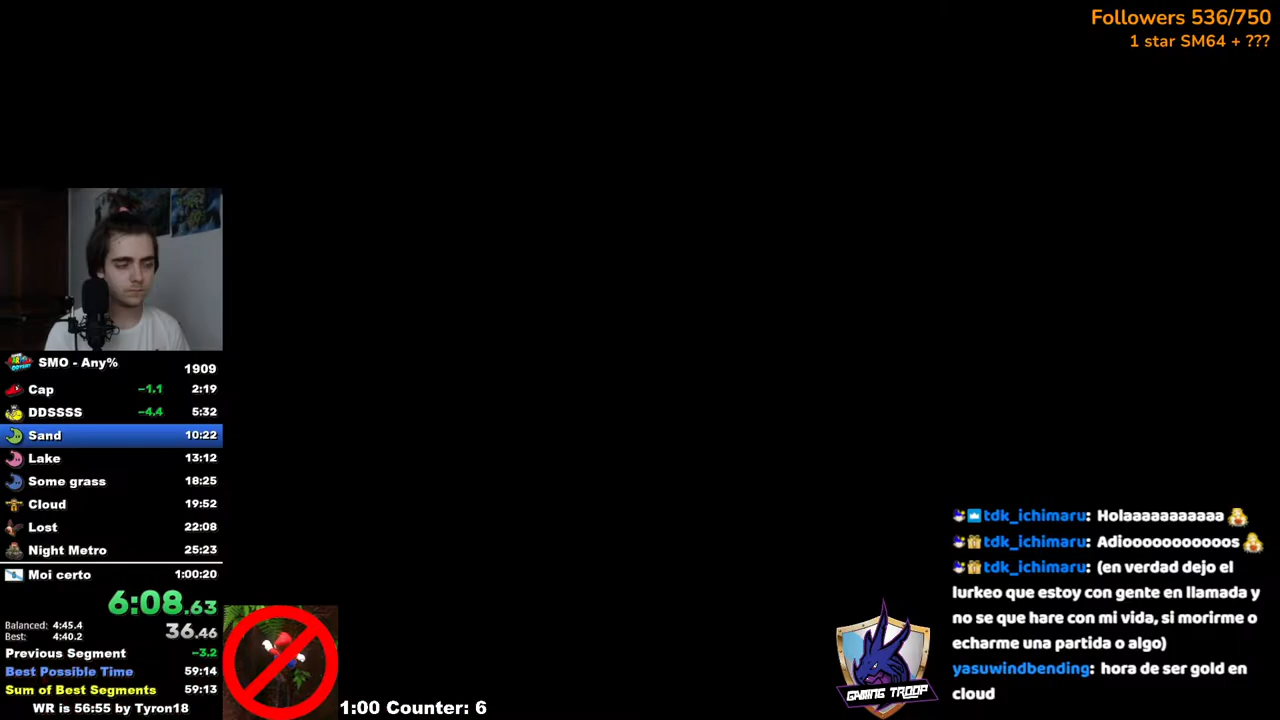 Followers 536/750
1 star SM64 + ???
SMO - Any%
1909
Cap -1.1 2:19
DDSSSS -4.4 5:32
Sand 10:22
Lake 13:12
Some grass 18:25
Cloud 19:52
Lost 22:08
Night Metro 25:23
Moi certo 1:00:20
6:08.63
Balanced: 4:45.4
Best: 4:40.2
36.46
Previous Segment -3.2
Best Possible Time 59:14
Sum of Best Segments 59:13
WR is 56:55 by Tyron18
1:00 Counter: 6
GAMING TROOP
tdk_ichimaru: Holaaaaaaaaaaa
tdk_ichimaru: Adiooooooooooos
tdk_ichimaru: (en verdad dejo el
lurkeo que estoy con gente en llamada y
no se que hare con mi vida, si morirme o
echarme una partida o algo)
yasuwindbending: hora de ser gold en
cloud